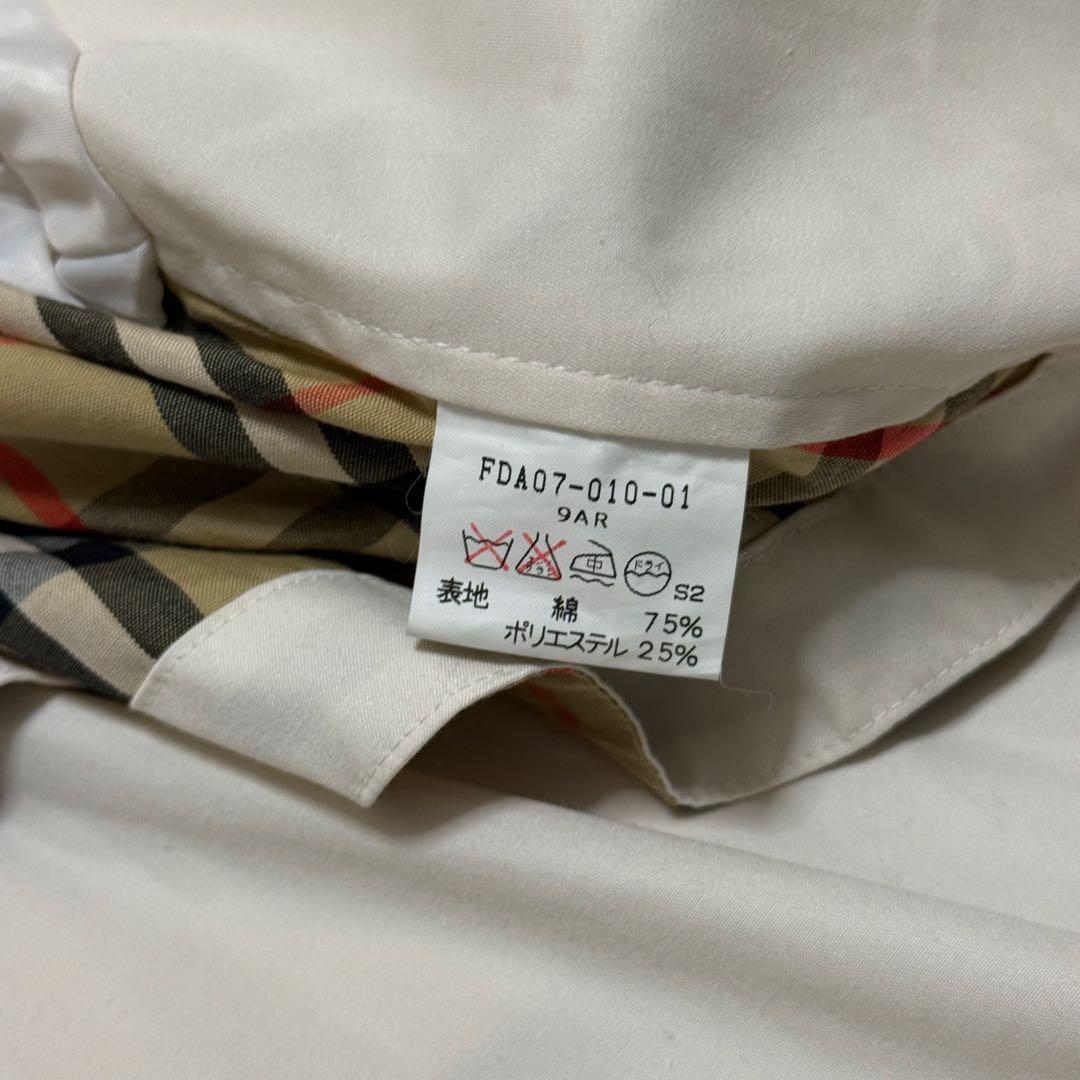 FDA07-010-01
9AR
中 ドライ S2
表地 綿 75%
ポリエステル 25%